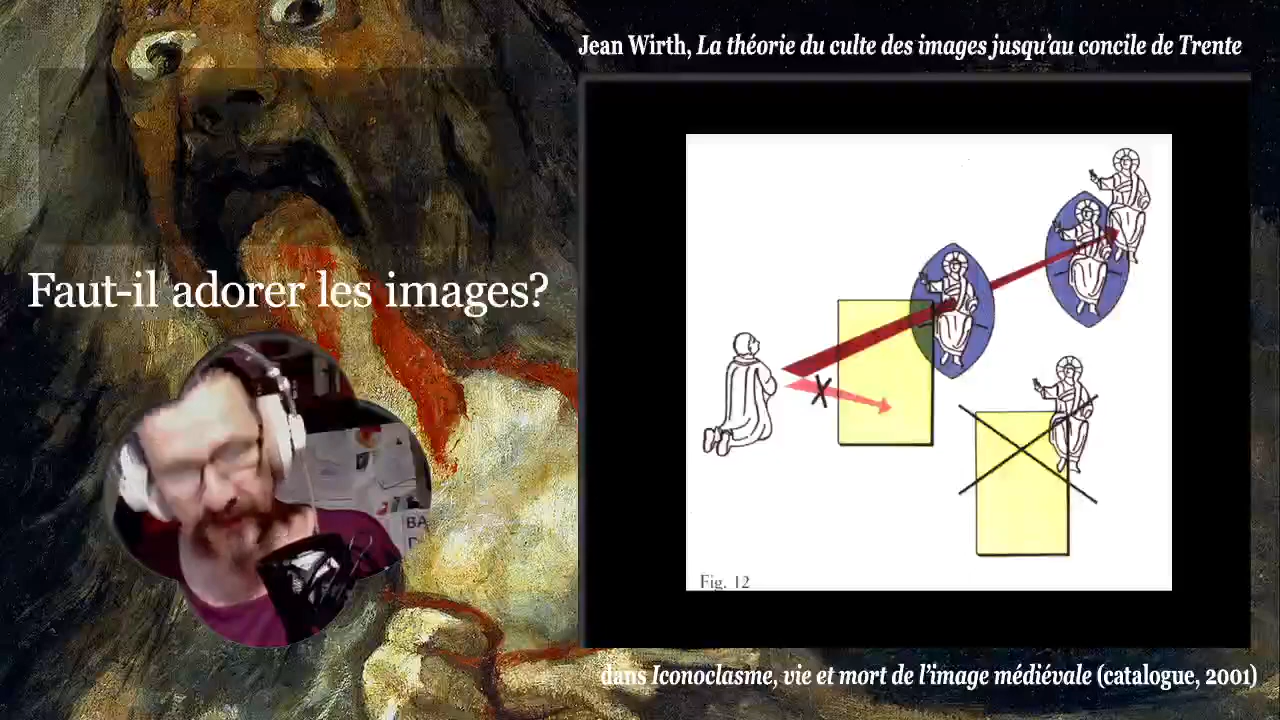 Jean Wirth, La théorie du culte des images jusqu'au concile de Trente
Faut-il adorer les images?
BA
Fig. 12
dans Iconoclasme, vie et mort de l'image médiévale (catalogue, 2001)